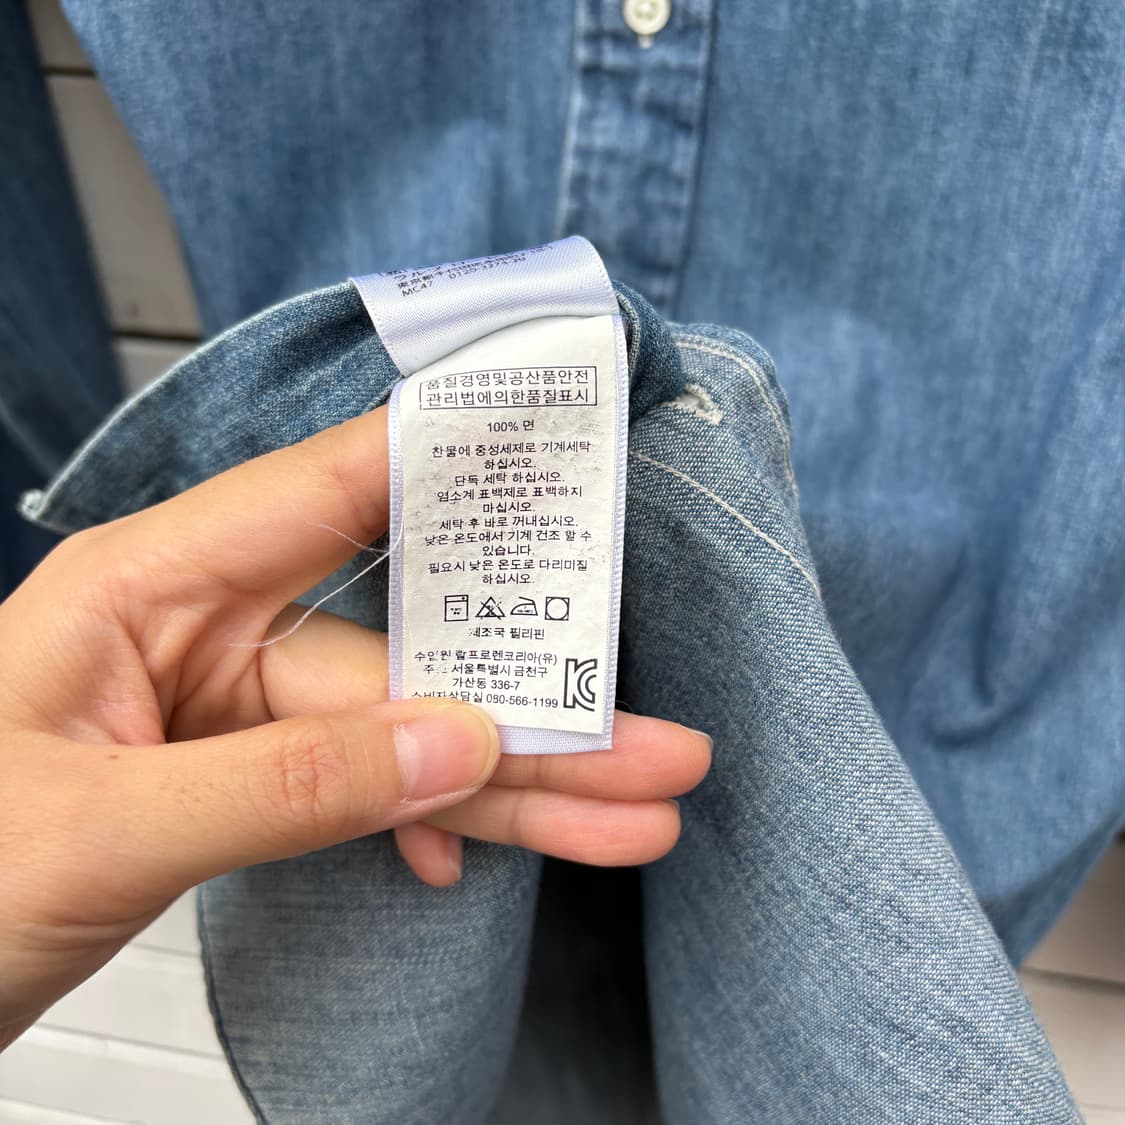 MC47
품질경영및공산품안전
관리법에의한품질표시
100% 면
찬물에 중성세제로 기계세탁
하십시오.
단독 세탁 하십시오.
염소계 표백제로 표백하지
마십시오.
세탁 후 바로 꺼내십시오.
낮은 온도에서 기계 건조 할 수
있습니다.
필요시 낮은 온도로 다리미질
하십시오.
제조국 필리핀
랄프로렌코리아(유)
서울특별시 금천구
가산동 336-7
소비자상담실 080-566-1199